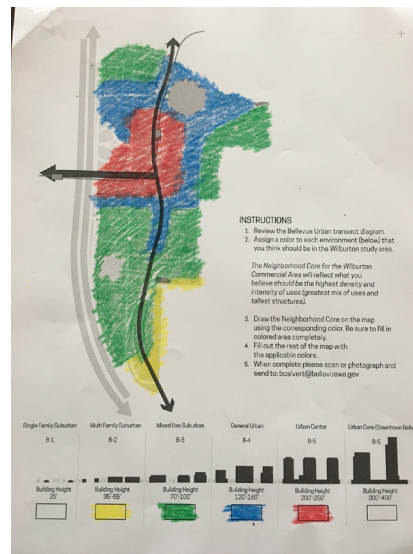 INSTRUCTIONS
1. Review the Bellevue Urban transect diagram.
2. Assign a color to each environment (below) that
you think should be in the Wilburton study area.
The Neighborhood Core for the Wilburton
Commercial Area will reflect what you
believe should be the highest density and
intensity of uses (greatest mix of uses and
tallest structures).
3. Draw the Neighborhood Core on the map
using the corresponding color. Be sure to fill in
colored area completely.
4. Fill out the rest of the map with
the applicable colors.
5. When complete please scan or photograph and
send to: bcalvert@bellevuewa.gov
Single Family Suburban
Multi Family Suburban
Mixed Use Suburban
General Urban
Urban Center
Urban Core (Downtown
B-1
B-2
B-3
B-4
B-5
Building Height
25'
Building Height
Building Height
70'-100'
Building Height
120'-160'
Building Height
200'-250'
Building Height
300'-450'